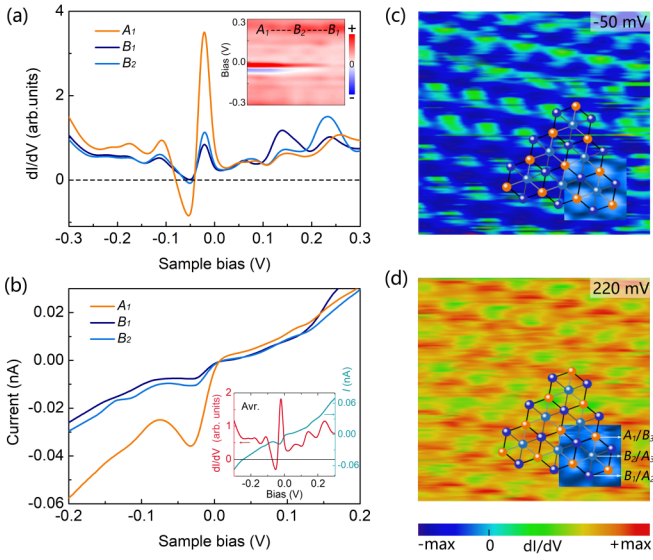 (a)
4
2
0
dI/dV (arb.units)
A1
B1
B2
0.3
0.0
-0.3
Bias (V)
A1-----B2-----B1
+
0
-
-0.3 -0.2 -0.1 0.0 0.1 0.2 0.3
Sample bias (V)
(b)
0.02
0.00
-0.02
-0.04
-0.06
Current (nA)
A1
B1
B2
Avr.
2
1
0
dI/dV
I (nA)
0.06
0.00
-0.06
-0.2 0.0 0.2
Bias (V)
-0.2 -0.1 0.0 0.1 0.2
Sample bias (V)
(c)
-50 mV
(d)
220 mV
A1/B3
B2/A3
B1/A2
-max 0 dI/dV +max